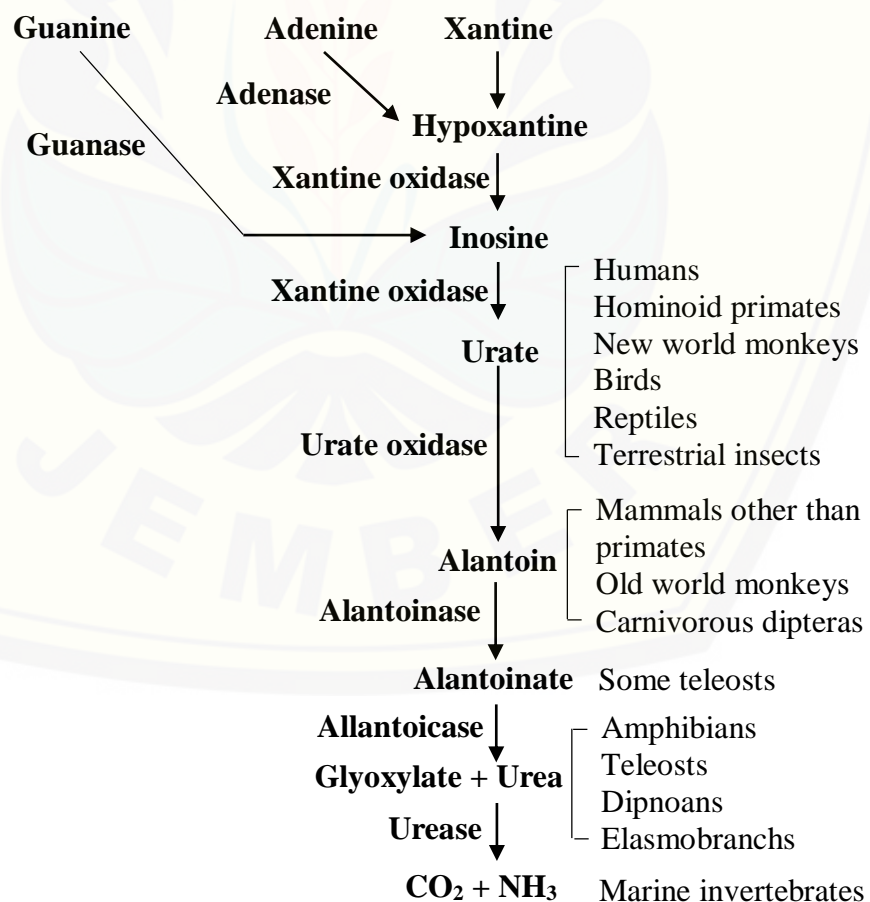 Guanine Adenine Xantine
Adenase
Hypoxantine
Guanase
Xantine oxidase
Inosine
Xantine oxidase
Humans
Hominoid primates
New world monkeys
Urate
Birds
Reptiles
Urate oxidase
Terrestrial insects
Mammals other than
primates
Alantoin
Old world monkeys
Alantoinase
Carnivorous dipteras
Alantoinate Some teleosts
Allantoicase
Amphibians
Teleosts
Glyoxylate + Urea
Dipnoans
Urease
Elasmobranchs
CO₂ + NH₃ Marine invertebrates
JEMBER